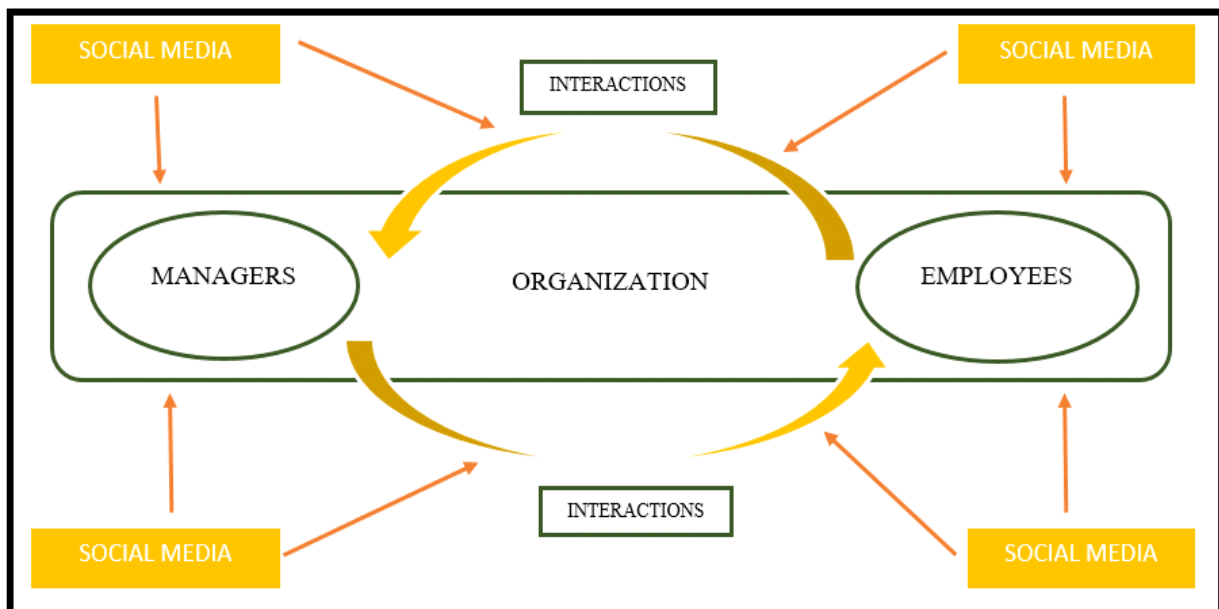 SOCIAL MEDIA
SOCIAL MEDIA
INTERACTIONS
MANAGERS
ORGANIZATION
EMPLOYEES
INTERACTIONS
SOCIAL MEDIA
SOCIAL MEDIA